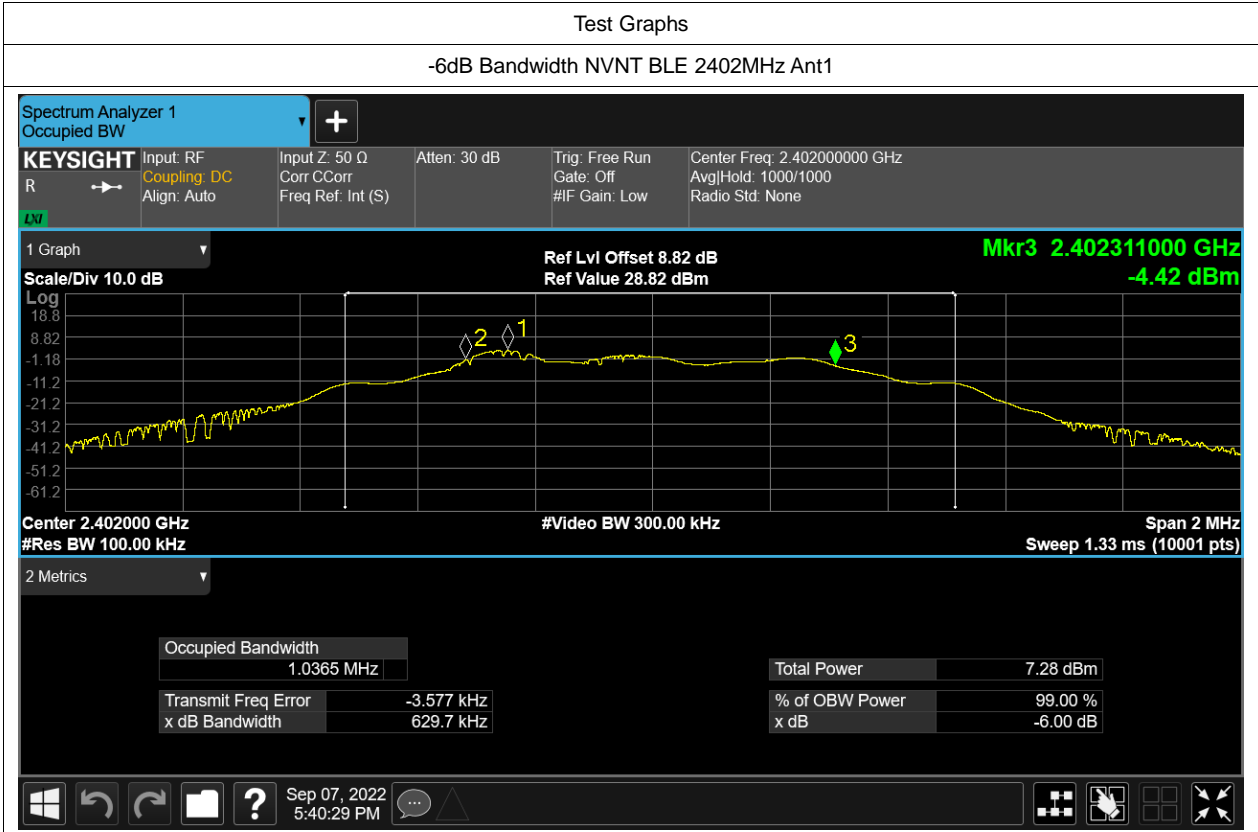 Test Graphs
-6dB Bandwidth NVNT BLE 2402MHz Ant1
Spectrum Analyzer 1
Occupied BW
KEYSIGHT Input: RF Input Z: 50 Ω Atten: 30 dB Trig: Free Run Center Freq: 2.402000000 GHz
R Coupling: DC Corr CCorr Gate: Off Avg|Hold: 1000/1000
Align: Auto Freq Ref: Int (S) #IF Gain: Low Radio Std: None
LXI
1 Graph Ref Lvl Offset 8.82 dB Mkr3 2.402311000 GHz
Scale/Div 10.0 dB Ref Value 28.82 dBm -4.42 dBm
Log
18.8
8.82
-1.18
-11.2
-21.2
-31.2
-41.2
-51.2
-61.2
2 1 3
Center 2.402000 GHz #Video BW 300.00 kHz Span 2 MHz
#Res BW 100.00 kHz Sweep 1.33 ms (10001 pts)
2 Metrics
Occupied Bandwidth
1.0365 MHz Total Power 7.28 dBm
Transmit Freq Error -3.577 kHz % of OBW Power 99.00 %
x dB Bandwidth 629.7 kHz x dB -6.00 dB
Sep 07, 2022
5:40:29 PM